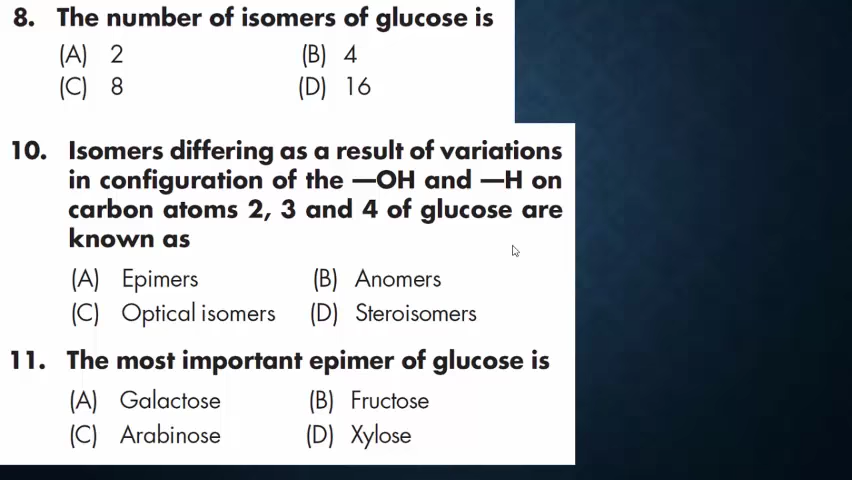 8. The number of isomers of glucose is
(A) 2 (B) 4
(C) 8 (D) 16
10. Isomers differing as a result of variations
in configuration of the —OH and —H on
carbon atoms 2, 3 and 4 of glucose are
known as
(A) Epimers (B) Anomers
(C) Optical isomers (D) Steroisomers
11. The most important epimer of glucose is
(A) Galactose (B) Fructose
(C) Arabinose (D) Xylose